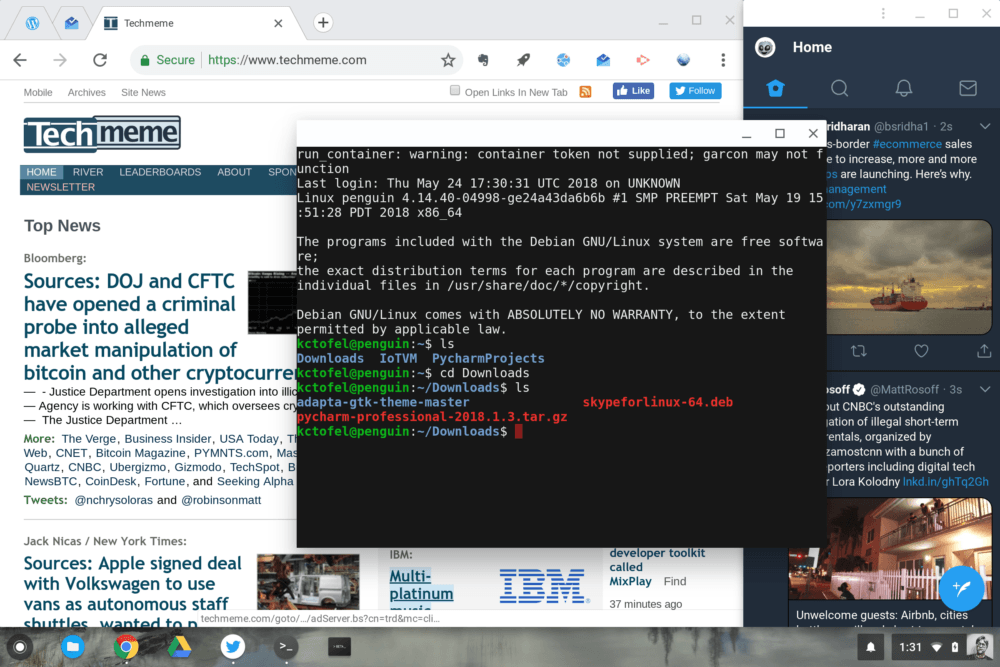 Techmeme
Secure
https://www.techmeme.com
Mobile Archives Site News
Open Links In New Tab
Like
Follow
Techmeme
HOME RIVER LEADERBOARDS ABOUT
NEWSLETTER
Top News
Bloomberg:
Sources: DOJ and CFTC
have opened a criminal
probe into alleged
market manipulation of
bitcoin and other cryptocurre
— - Justice Department opens investigation into
— Agency is working with CFTC, which oversees
— The Justice Department …
More: The Verge, Business Insider, USA Today,
Web, CNET, Bitcoin Magazine, PYMNTS.com,
Quartz, CNBC, Ubergizmo, Gizmodo, TechSpot,
NewsBTC, CoinDesk, Fortune, and Seeking Alpha
Tweets: @nchrysoloras and @robinsonmatt
Jack Nicas / New York Times:
Sources: Apple signed deal
with Volkswagen to use
vans as autonomous staff
shuttles, wanted to
techmeme.com/goto/.../adServer.bs?cn=trd&mc=cli...
run_container: warning: container token not supplied; garcon may not f
unction
Last login: Thu May 24 17:30:31 UTC 2018 on UNKNOWN
Linux penguin 4.14.40-04998-ge24a43da6b6b #1 SMP PREEMPT Sat May 19 15
:51:28 PDT 2018 x86_64
The programs included with the Debian GNU/Linux system are free softwa
re;
the exact distribution terms for each program are described in the
individual files in /usr/share/doc/*/copyright.
Debian GNU/Linux comes with ABSOLUTELY NO WARRANTY, to the extent
permitted by applicable law.
kctofel@penguin:~$ ls
Downloads IoTVM PycharmProjects
kctofel@penguin:~$ cd Downloads
kctofel@penguin:~/Downloads$ ls
adapta-gtk-theme-master skypeforlinux-64.deb
pycharm-professional-2018.1.3.tar.gz
kctofel@penguin:~/Downloads$
IBM:
Multi-
platinum
music
IBM
developer toolkit
called
MixPlay Find
37 minutes ago
Home
ridharan @bsridha1 · 2s
s-border #ecommerce sales
e to increase, more and more
are launching. Here’s why.
anagement
com/y7zxmgr9
osoff @MattRosoff · 3s
out CNBC's outstanding
gation of illegal short-term
rentals, organized by
zamostcnn with a bunch of
porters including digital tech
r Lora Kolodny lnkd.in/ghTq2Gh
Unwelcome guests: Airbnb, cities
1:31